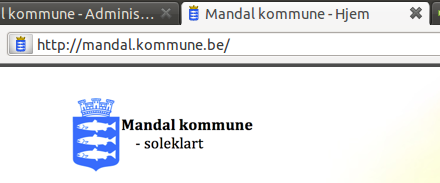 l kommune - Adminis...
Mandal kommune - Hjem
http://mandal.kommune.be/
Mandal kommune
- soleklart